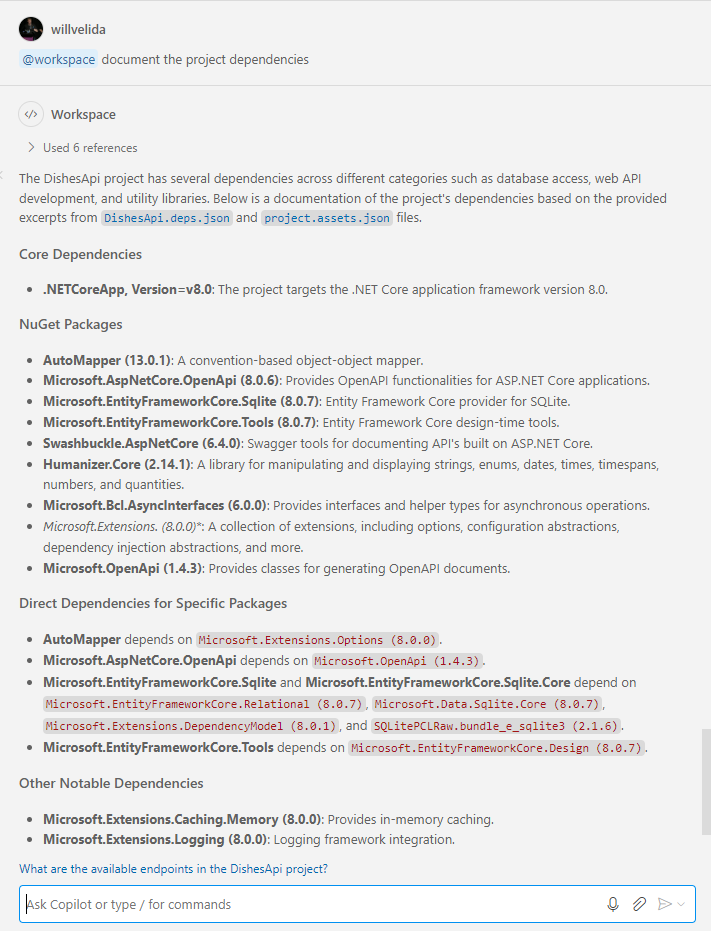 willvelida
@workspace document the project dependencies
Workspace
Used 6 references
The DishesApi project has several dependencies across different categories such as database access, web API
development, and utility libraries. Below is a documentation of the project's dependencies based on the provided
excerpts from DishesApi.deps.json and project.assets.json files.
Core Dependencies
• .NETCoreApp, Version=v8.0: The project targets the .NET Core application framework version 8.0.
NuGet Packages
• AutoMapper (13.0.1): A convention-based object-object mapper.
• Microsoft.AspNetCore.OpenApi (8.0.6): Provides OpenAPI functionalities for ASP.NET Core applications.
• Microsoft.EntityFrameworkCore.Sqlite (8.0.7): Entity Framework Core provider for SQLite.
• Microsoft.EntityFrameworkCore.Tools (8.0.7): Entity Framework Core design-time tools.
• Swashbuckle.AspNetCore (6.4.0): Swagger tools for documenting API's built on ASP.NET Core.
• Humanizer.Core (2.14.1): A library for manipulating and displaying strings, enums, dates, times, timespans,
numbers, and quantities.
• Microsoft.Bcl.AsyncInterfaces (6.0.0): Provides interfaces and helper types for asynchronous operations.
• Microsoft.Extensions. (8.0.0)*: A collection of extensions, including options, configuration abstractions,
dependency injection abstractions, and more.
• Microsoft.OpenApi (1.4.3): Provides classes for generating OpenAPI documents.
Direct Dependencies for Specific Packages
• AutoMapper depends on Microsoft.Extensions.Options (8.0.0).
• Microsoft.AspNetCore.OpenApi depends on Microsoft.OpenApi (1.4.3).
• Microsoft.EntityFrameworkCore.Sqlite and Microsoft.EntityFrameworkCore.Sqlite.Core depend on
Microsoft.EntityFrameworkCore.Relational (8.0.7), Microsoft.Data.Sqlite.Core (8.0.7),
Microsoft.Extensions.DependencyModel (8.0.1), and SQLitePCLRaw.bundle_e_sqlite3 (2.1.6).
• Microsoft.EntityFrameworkCore.Tools depends on Microsoft.EntityFrameworkCore.Design (8.0.7).
Other Notable Dependencies
• Microsoft.Extensions.Caching.Memory (8.0.0): Provides in-memory caching.
• Microsoft.Extensions.Logging (8.0.0): Logging framework integration.
What are the available endpoints in the DishesApi project?
Ask Copilot or type / for commands